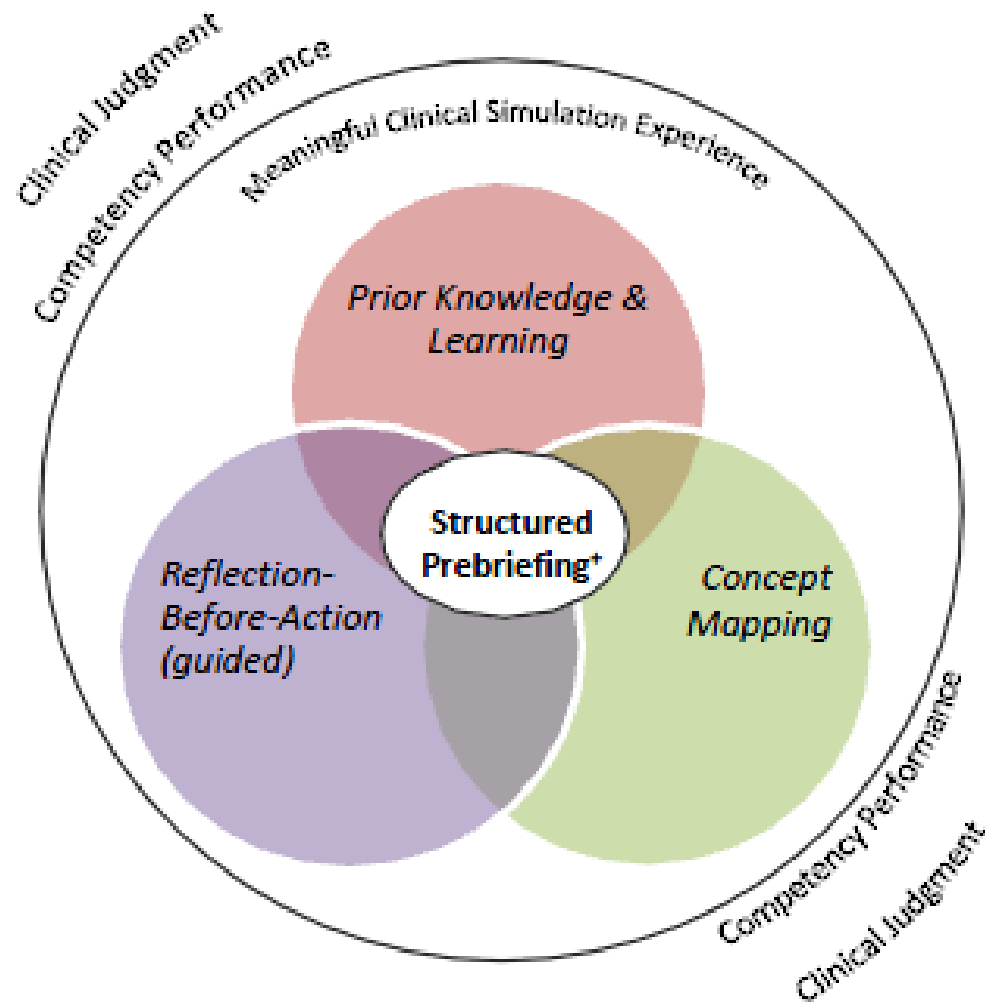 Clinical Judgment
Competency Performance
Meaningful Clinical Simulation Experience
Prior Knowledge &
Learning
Structured
Prebriefing⁺
Reflection-
Before-Action
(guided)
Concept
Mapping
Competency Performance
Clinical Judgment